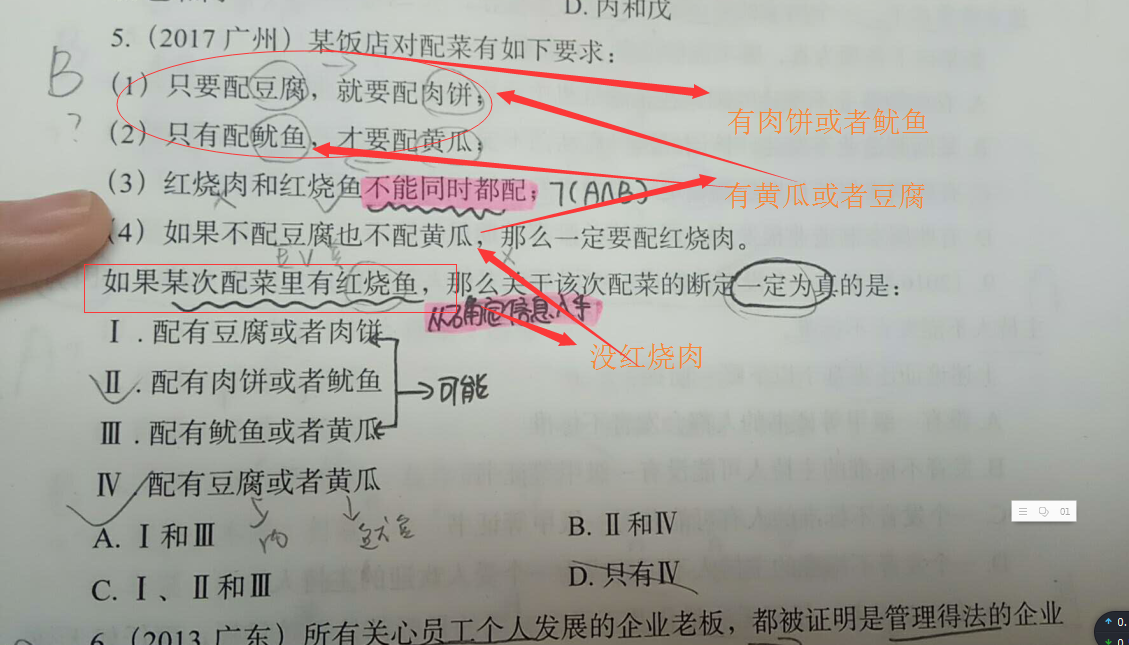 D. 丙和戊
5.（2017 广州）某饭店对配菜有如下要求：
B
（1）只要配豆腐，就要配肉饼；
有肉饼或者鱿鱼
?
（2）只有配鱿鱼，才要配黄瓜；
（3）红烧肉和红烧鱼不能同时都配；ㄱ(A∩B)
有黄瓜或者豆腐
（4）如果不配豆腐也不配黄瓜，那么一定要配红烧肉。
如果某次配菜里有红烧鱼，那么关于该次配菜的断定一定为真的是：
从确定信息入手
没红烧肉
Ⅰ．配有豆腐或者肉饼
Ⅱ．配有肉饼或者鱿鱼
可能
Ⅲ．配有鱿鱼或者黄瓜
Ⅳ．配有豆腐或者黄瓜
肉 鱿鱼
A. Ⅰ和Ⅲ
B. Ⅱ和Ⅳ
C. Ⅰ、Ⅱ和Ⅲ
D. 只有Ⅳ
01
6.（2013 广东）所有关心员工个人发展的企业老板，都被证明是管理得法的企业
0.
0.